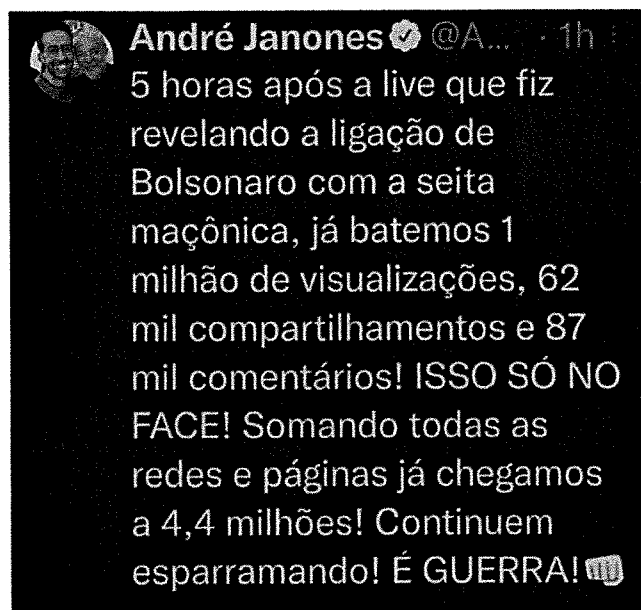 André Janones @A... · 1h
5 horas após a live que fiz
revelando a ligação de
Bolsonaro com a seita
maçônica, já batemos 1
milhão de visualizações, 62
mil compartilhamentos e 87
mil comentários! ISSO SÓ NO
FACE! Somando todas as
redes e páginas já chegamos
a 4,4 milhões! Continuem
esparramando! É GUERRA!👊